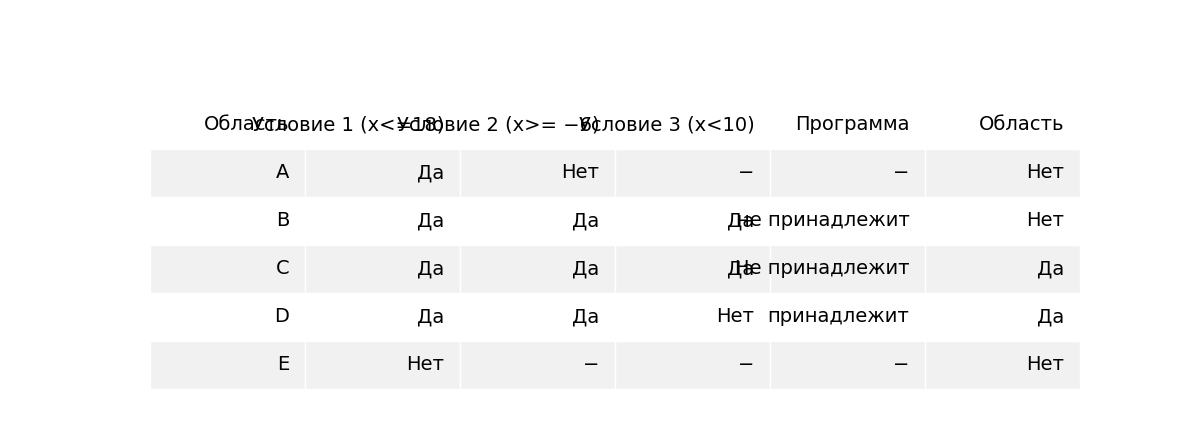 Область Условие 1 (x<=18) Условие 2 (x>= −6) Условие 3 (x<10) Программа Область
A Да Нет − − Нет
B Да Да Да не принадлежит Нет
C Да Да Да Не принадлежит Да
D Да Да Нет принадлежит Да
E Нет − − − Нет